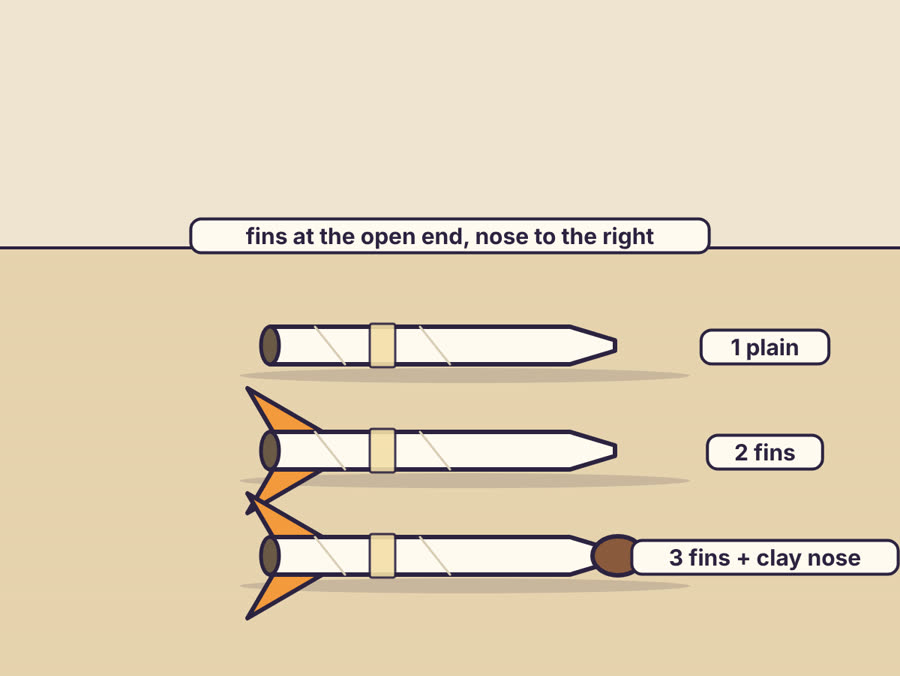 fins at the open end, nose to the right
1 plain
2 fins
3 fins + clay nose